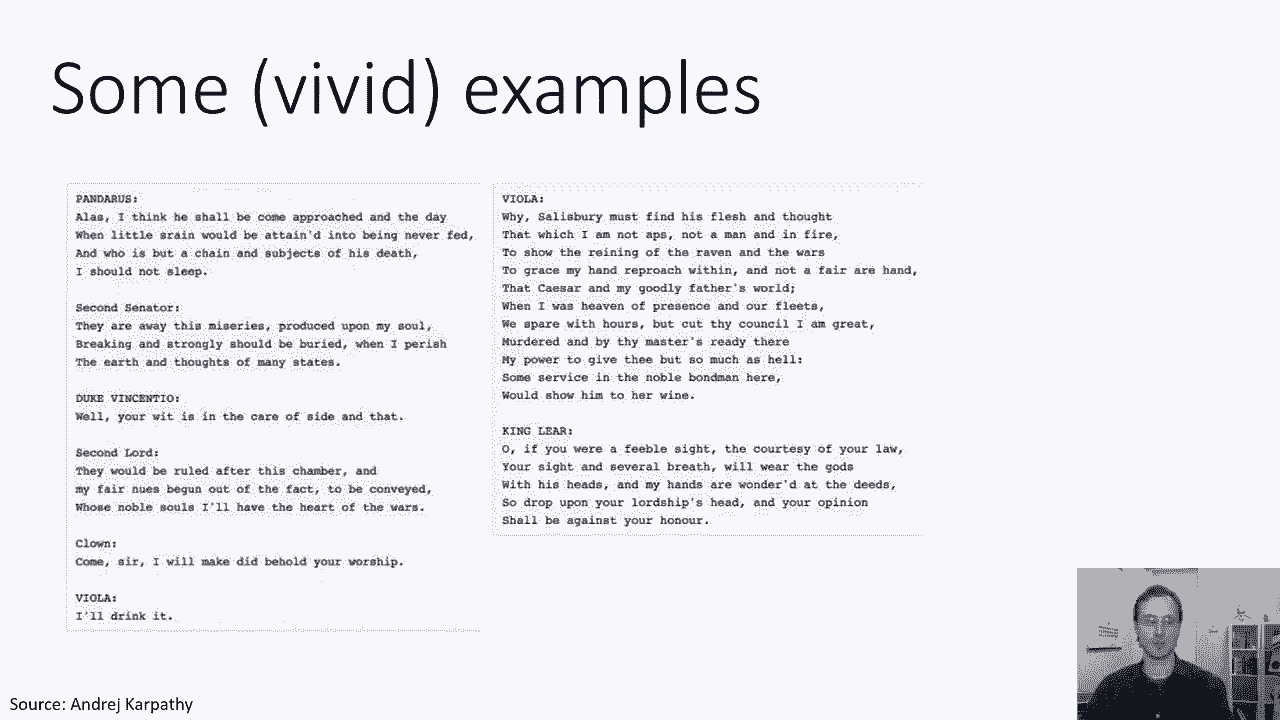 Some (vivid) examples
PANDARUS:
Alas, I think he shall be come approached and the day
When little srain would be attain'd into being never fed,
And who is but a chain and subjects of his death,
I should not sleep.
Second Senator:
They are away this miseries, produced upon my soul,
Breaking and strongly should be buried, when I perish
The earth and thoughts of many states.
DUKE VINCENTIO:
Well, your wit is in the care of side and that.
Second Lord:
They would be ruled after this chamber, and
my fair nues begun out of the fact, to be conveyed,
Whose noble souls I'll have the heart of the wars.
Clown:
Come, sir, I will make did behold your worship.
VIOLA:
I'll drink it.
VIOLA:
Why, Salisbury must find his flesh and thought
That which I am not aps, not a man and in fire,
To show the reining of the raven and the wars
To grace my hand reproach within, and not a fair are hand,
That Caesar and my goodly father's world;
When I was heaven of presence and our fleets,
We spare with hours, but cut thy council I am great,
Murdered and by thy master's ready there
My power to give thee but so much as hell:
Some service in the noble bondman here,
Would show him to her wine.
KING LEAR:
O, if you were a feeble sight, the courtesy of your law,
Your sight and several breath, will wear the gods
With his heads, and my hands are wonder'd at the deeds,
So drop upon your lordship's head, and your opinion
Shall be against your honour.
Source: Andrej Karpathy